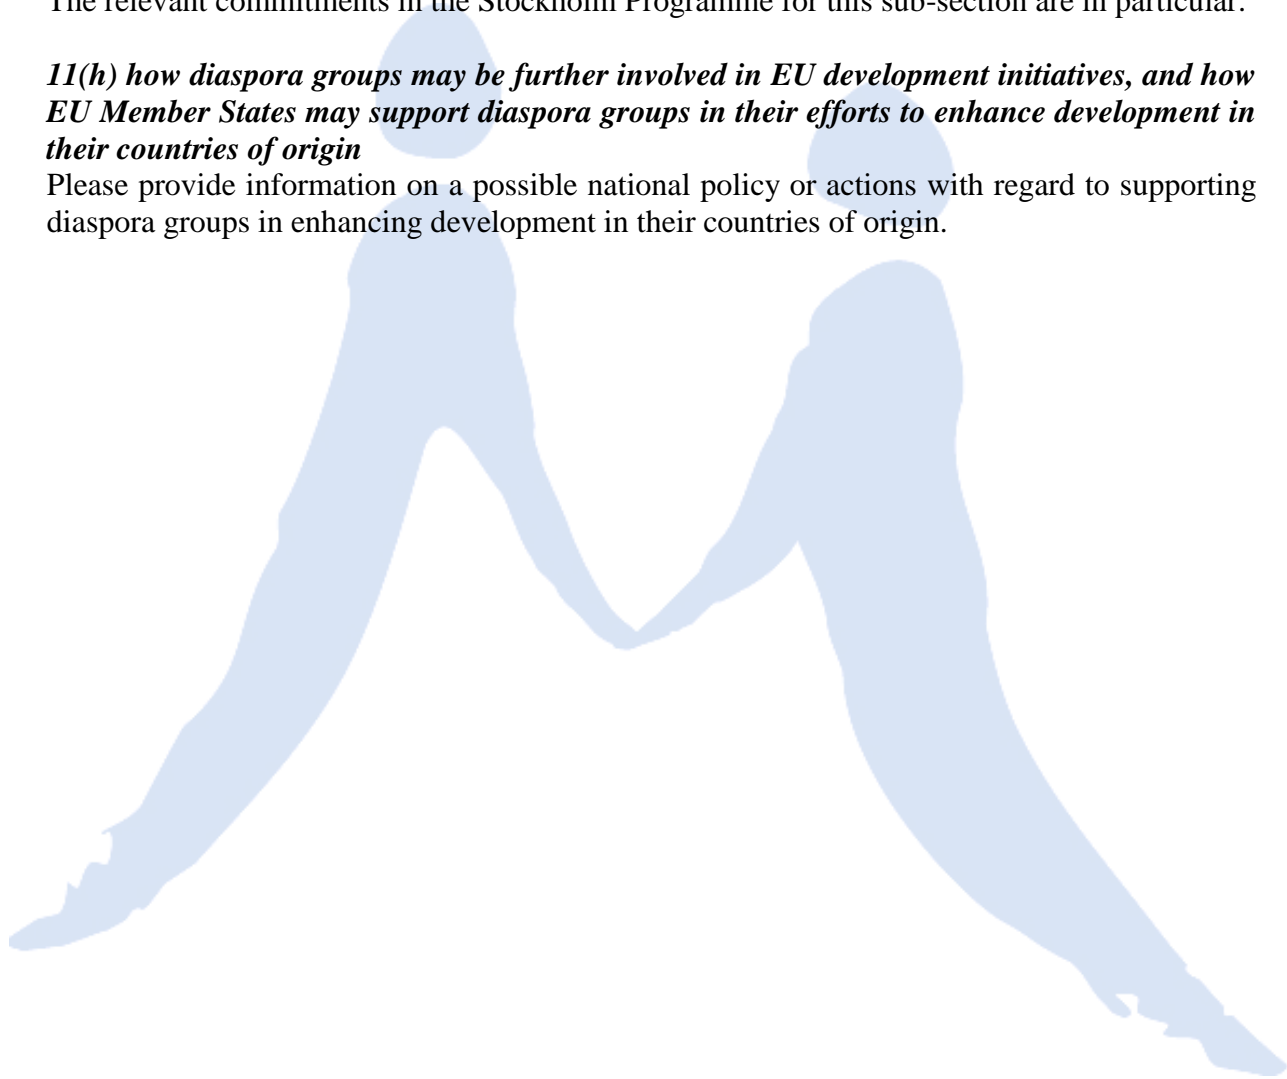 The relevant commitments in the Stockholm Programme for this sub-section are in particular:
11(h) how diaspora groups may be further involved in EU development initiatives, and how
EU Member States may support diaspora groups in their efforts to enhance development in
their countries of origin
Please provide information on a possible national policy or actions with regard to supporting
diaspora groups in enhancing development in their countries of origin.